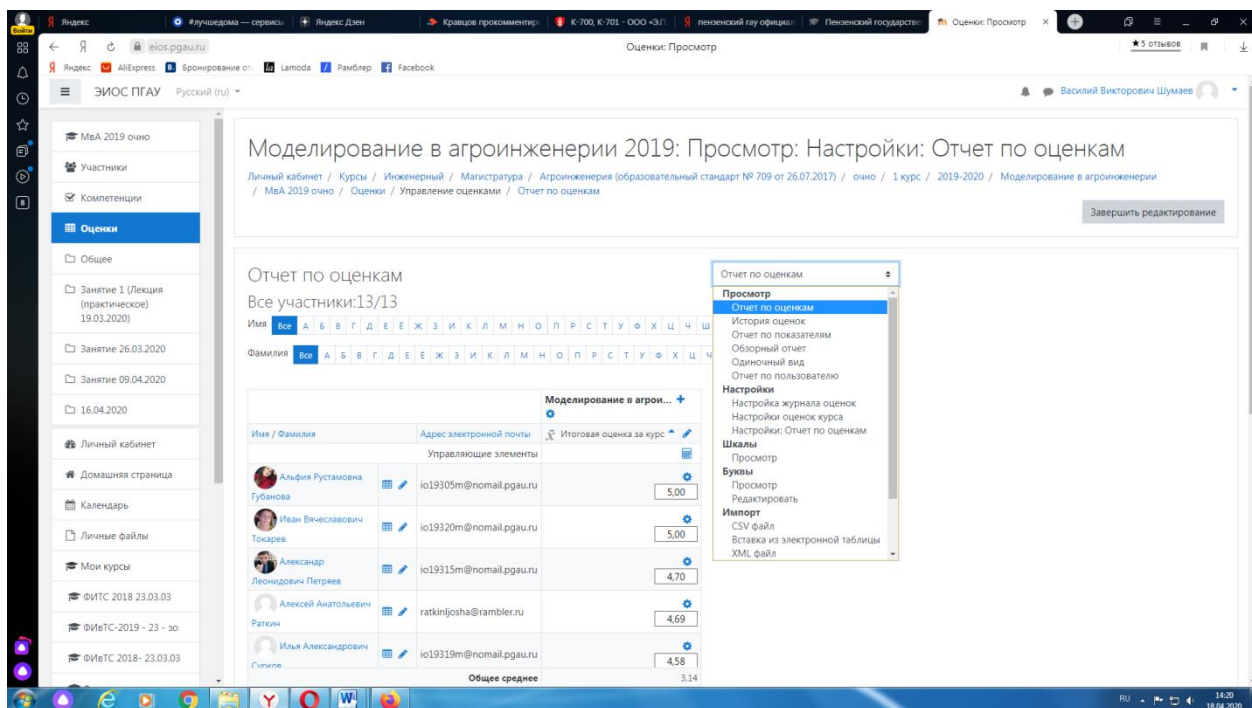 Войти
Яндекс
#лучшедома — сервисы
Яндекс Дзен
Кравцов прокомментир
К-700, К-701 - ООО «ЭЛ
пензенский гау официал
Пензенский государстве
Оценки: Просмотр
eios.pgau.ru
Оценки: Просмотр
★5 отзывов
Яндекс
AliExpress
Бронирование от
Lamoda
Рамблер
Facebook
ЭИОС ПГАУ Русский (ru)
Василий Викторович Шумаев
МвА 2019 очно
Участники
Компетенции
Оценки
Общее
Занятие 1 (Лекция
(практическое)
19.03.2020)
Занятие 26.03.2020
Занятие 09.04.2020
16.04.2020
Личный кабинет
Домашняя страница
Календарь
Личные файлы
Мои курсы
ФИТС 2018 23.03.03
ФИвТС-2019 - 23 - зо
ФИвТС 2018- 23.03.03
Моделирование в агроинженерии 2019: Просмотр: Настройки: Отчет по оценкам
Личный кабинет / Курсы / Инженерный / Магистратура / Агроинженерия (образовательный стандарт № 709 от 26.07.2017) / очно / 1 курс / 2019-2020 / Моделирование в агроинженерии
/ МвА 2019 очно / Оценки / Управление оценками / Отчет по оценкам
Завершить редактирование
Отчет по оценкам
Все участники:13/13
Имя Все А Б В Г Д Е Ё Ж З И К Л М Н О П Р С Т У Ф Х Ц Ч Ш
Фамилия Все А Б В Г Д Е Ё Ж З И К Л М Н О П Р С Т У Ф Х Ц Ч
Моделирование в агрои...
Имя / Фамилия
Адрес электронной почты
x̄ Итоговая оценка за курс
Управляющие элементы
Альфия Рустамовна
Губанова
io19305m@nomail.pgau.ru
5,00
Иван Вячеславович
Токарев
io19320m@nomail.pgau.ru
5,00
Александр
Леонидович Петряев
io19315m@nomail.pgau.ru
4,70
Алексей Анатольевич
Раткин
ratkinljosha@rambler.ru
4,69
Илья Александрович
Сурков
io19319m@nomail.pgau.ru
4,58
Общее среднее
3.14
Отчет по оценкам
Просмотр
Отчет по оценкам
История оценок
Отчет по показателям
Обзорный отчет
Одиночный вид
Отчет по пользователю
Настройки
Настройка журнала оценок
Настройки оценок курса
Настройки: Отчет по оценкам
Шкалы
Просмотр
Буквы
Просмотр
Редактировать
Импорт
CSV файл
Вставка из электронной таблицы
XML файл
RU
14:20
18.04.2020